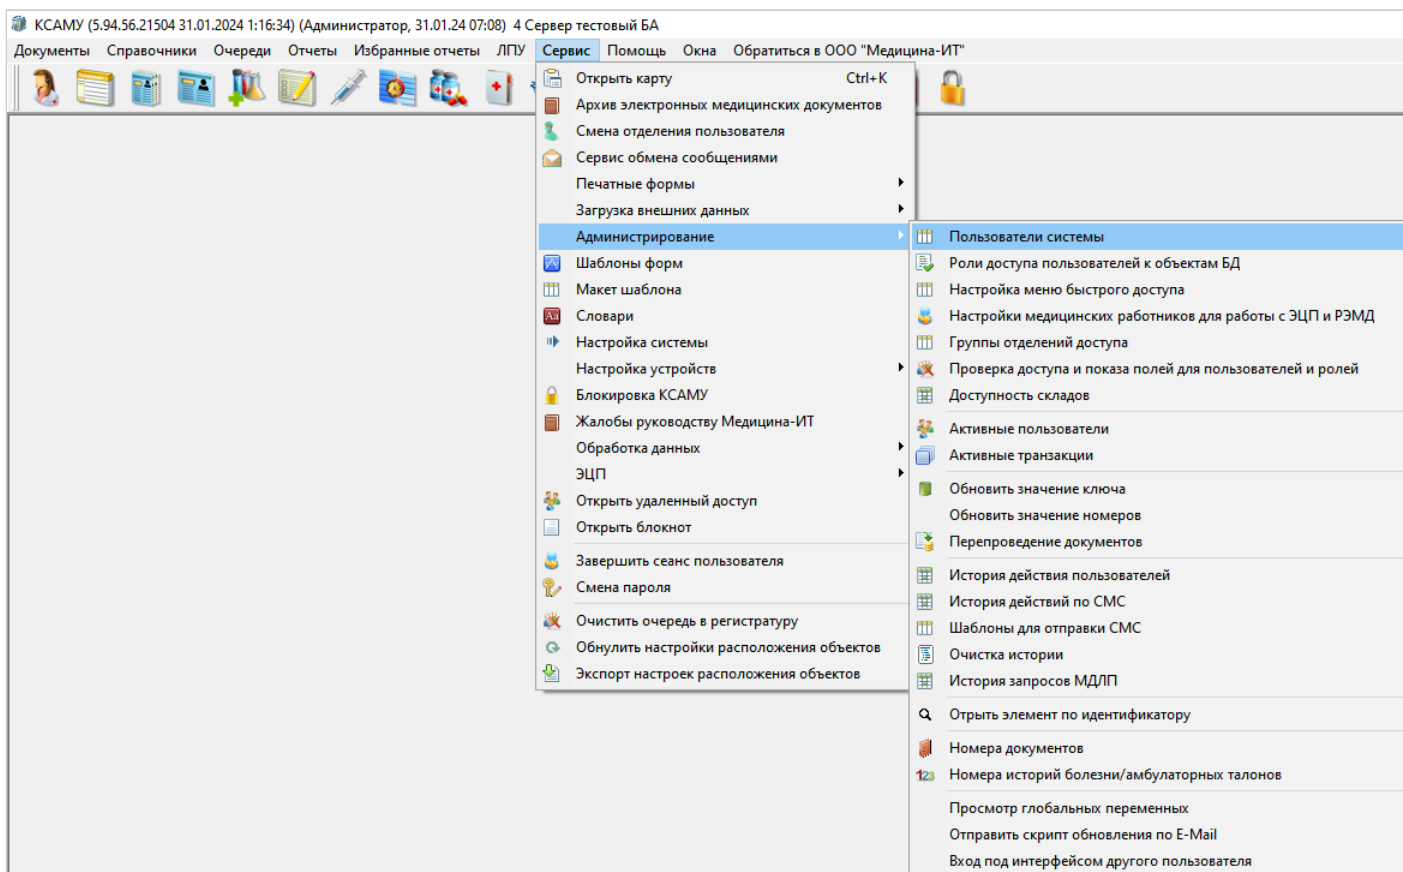 КСАМУ (5.94.56.21504 31.01.2024 1:16:34) (Администратор, 31.01.24 07:08) 4 Сервер тестовый БА
Документы Справочники Очереди Отчеты Избранные отчеты ЛПУ Сервис Помощь Окна Обратиться в ООО "Медицина-ИТ"
Открыть карту Ctrl+K
Архив электронных медицинских документов
Смена отделения пользователя
Сервис обмена сообщениями
Печатные формы
Загрузка внешних данных
Администрирование
Шаблоны форм
Макет шаблона
Aa Словари
Настройка системы
Настройка устройств
Блокировка КСАМУ
Жалобы руководству Медицина-ИТ
Обработка данных
ЭЦП
Открыть удаленный доступ
Открыть блокнот
Завершить сеанс пользователя
Смена пароля
Очистить очередь в регистратуру
Обнулить настройки расположения объектов
Экспорт настроек расположения объектов
Пользователи системы
Роли доступа пользователей к объектам БД
Настройка меню быстрого доступа
Настройки медицинских работников для работы с ЭЦП и РЭМД
Группы отделений доступа
Проверка доступа и показа полей для пользователей и ролей
Доступность складов
Активные пользователи
Активные транзакции
Обновить значение ключа
Обновить значение номеров
Перепроведение документов
История действия пользователей
История действий по СМС
Шаблоны для отправки СМС
Очистка истории
История запросов МДЛП
Отрыть элемент по идентификатору
Номера документов
123 Номера историй болезни/амбулаторных талонов
Просмотр глобальных переменных
Отправить скрипт обновления по E-Mail
Вход под интерфейсом другого пользователя